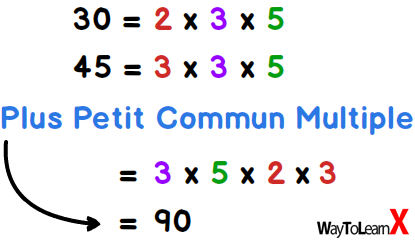 30 = 2 x 3 x 5
45 = 3 x 3 x 5
Plus Petit Commun Multiple
= 3 x 5 x 2 x 3
= 90
WayToLearnX